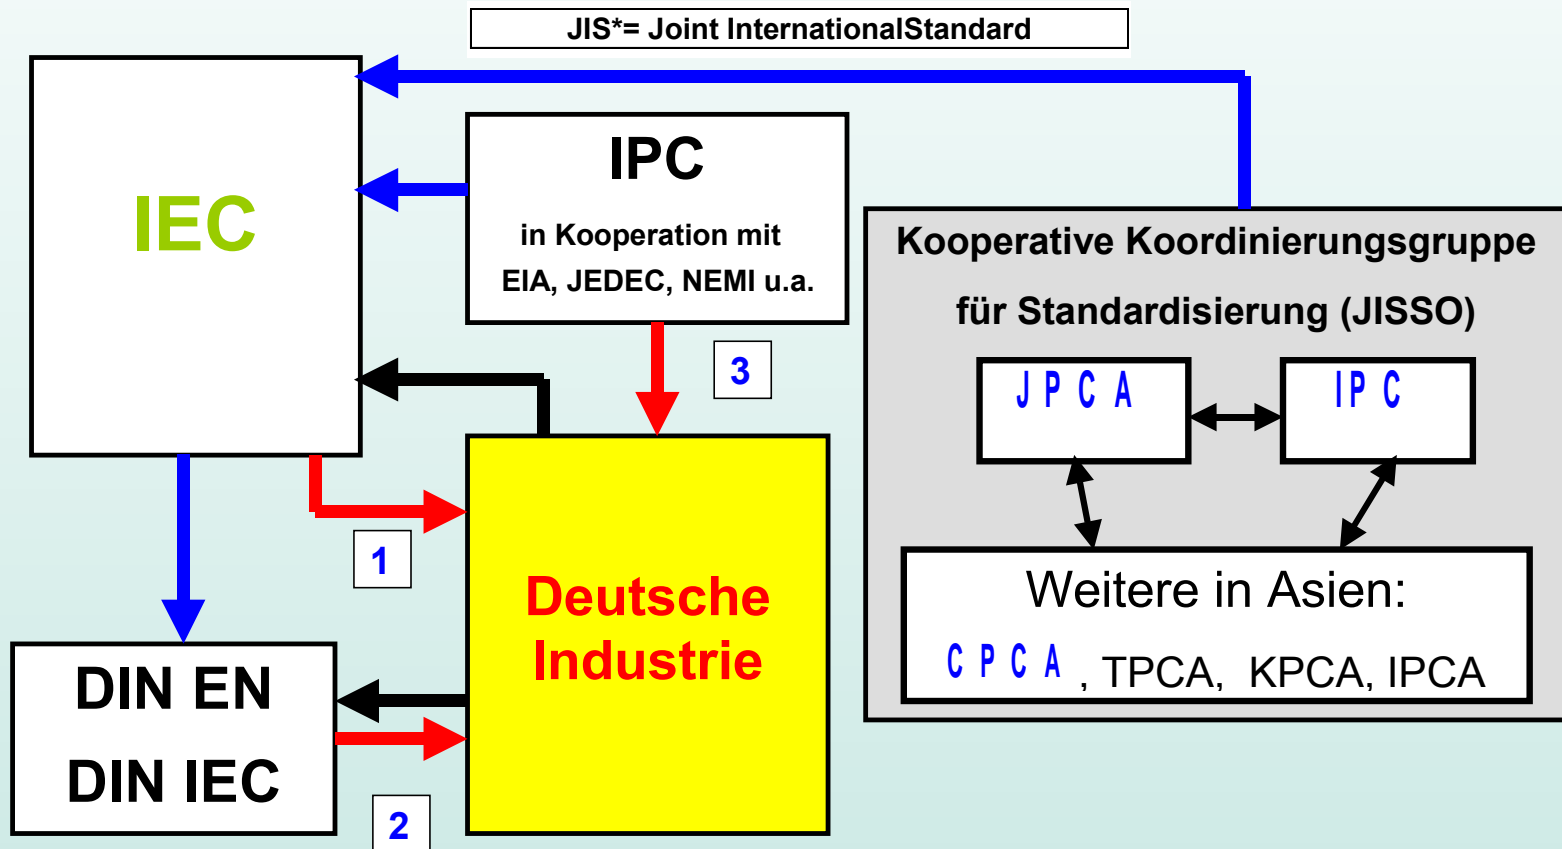 JIS*= Joint InternationalStandard
IEC
IPC
in Kooperation mit
EIA, JEDEC, NEMI u.a.
Kooperative Koordinierungsgruppe
für Standardisierung (JISSO)
3
JPCA
IPC
1
Deutsche
Industrie
Weitere in Asien:
CPCA, TPCA, KPCA, IPCA
DIN EN
DIN IEC
2